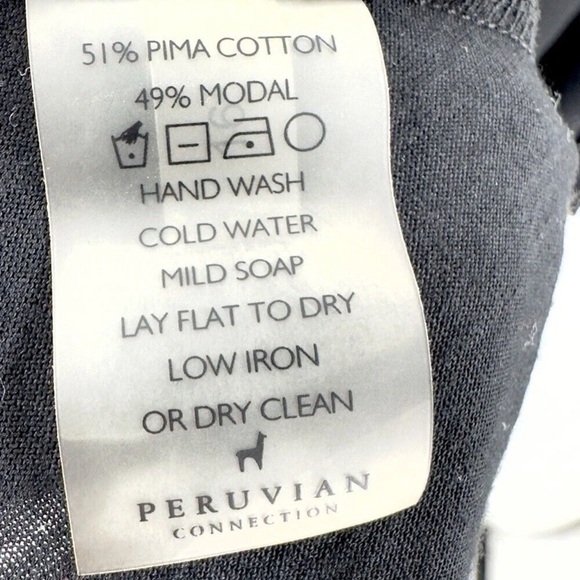 51% PIMA COTTON
49% MODAL
HAND WASH
COLD WATER
MILD SOAP
LAY FLAT TO DRY
LOW IRON
OR DRY CLEAN
PERUVIAN
CONNECTION